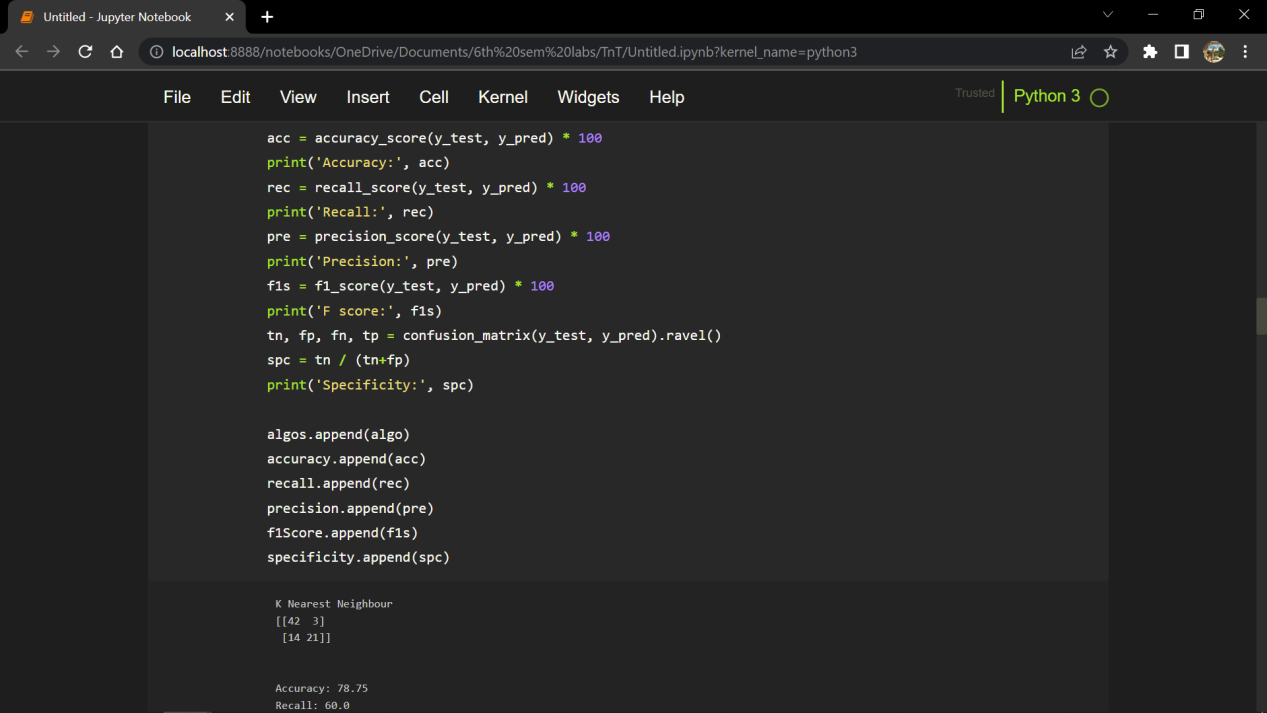 Untitled - Jupyter Notebook
localhost:8888/notebooks/OneDrive/Documents/6th%20sem%20labs/TnT/Untitled.ipynb?kernel_name=python3
File Edit View Insert Cell Kernel Widgets Help Trusted Python 3
acc = accuracy_score(y_test, y_pred) * 100
print('Accuracy:', acc)
rec = recall_score(y_test, y_pred) * 100
print('Recall:', rec)
pre = precision_score(y_test, y_pred) * 100
print('Precision:', pre)
f1s = f1_score(y_test, y_pred) * 100
print('F score:', f1s)
tn, fp, fn, tp = confusion_matrix(y_test, y_pred).ravel()
spc = tn / (tn+fp)
print('Specificity:', spc)
algos.append(algo)
accuracy.append(acc)
recall.append(rec)
precision.append(pre)
f1Score.append(f1s)
specificity.append(spc)
K Nearest Neighbour
[[42  3]
 [14 21]]
Accuracy: 78.75
Recall: 60.0